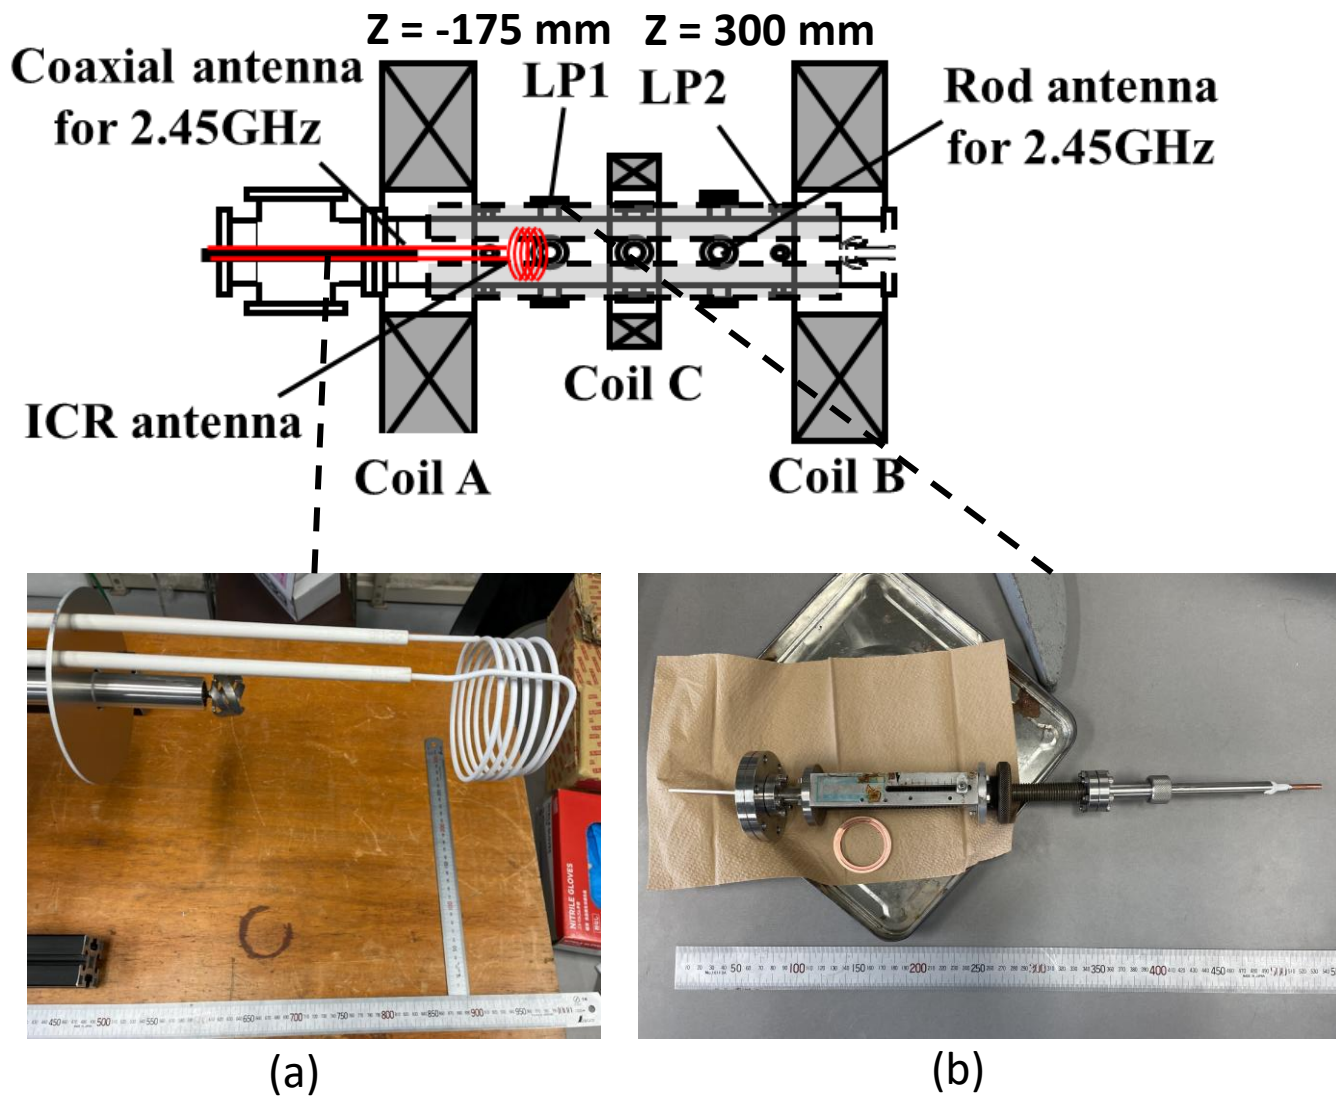 Z = -175 mm Z = 300 mm
Coaxial antenna
for 2.45GHz
LP1
LP2
Rod antenna
for 2.45GHz
ICR antenna
Coil A
Coil C
Coil B
NITRILE GLOVES
450 500 550 650 700 750 800 850 900 950
50 100 150 200 250 300 350 400 450
(a)
(b)